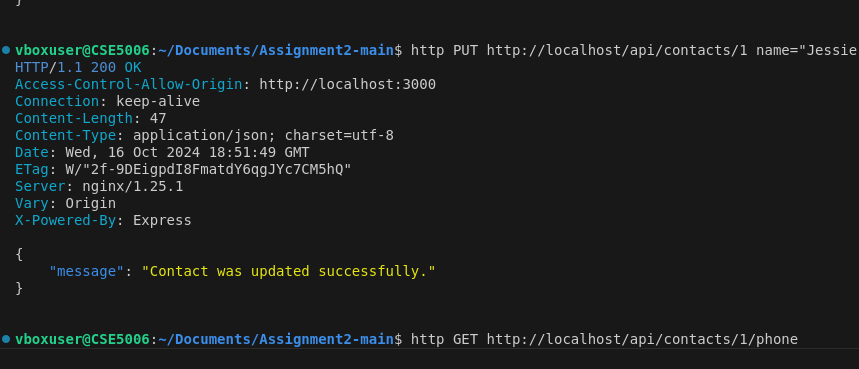 }
vboxuser@CSE5006:~/Documents/Assignment2-main$ http PUT http://localhost/api/contacts/1 name="Jessie
HTTP/1.1 200 OK
Access-Control-Allow-Origin: http://localhost:3000
Connection: keep-alive
Content-Length: 47
Content-Type: application/json; charset=utf-8
Date: Wed, 16 Oct 2024 18:51:49 GMT
ETag: W/"2f-9DEigpdI8FmatdY6qgJYc7CM5hQ"
Server: nginx/1.25.1
Vary: Origin
X-Powered-By: Express
{
    "message": "Contact was updated successfully."
}
vboxuser@CSE5006:~/Documents/Assignment2-main$ http GET http://localhost/api/contacts/1/phone